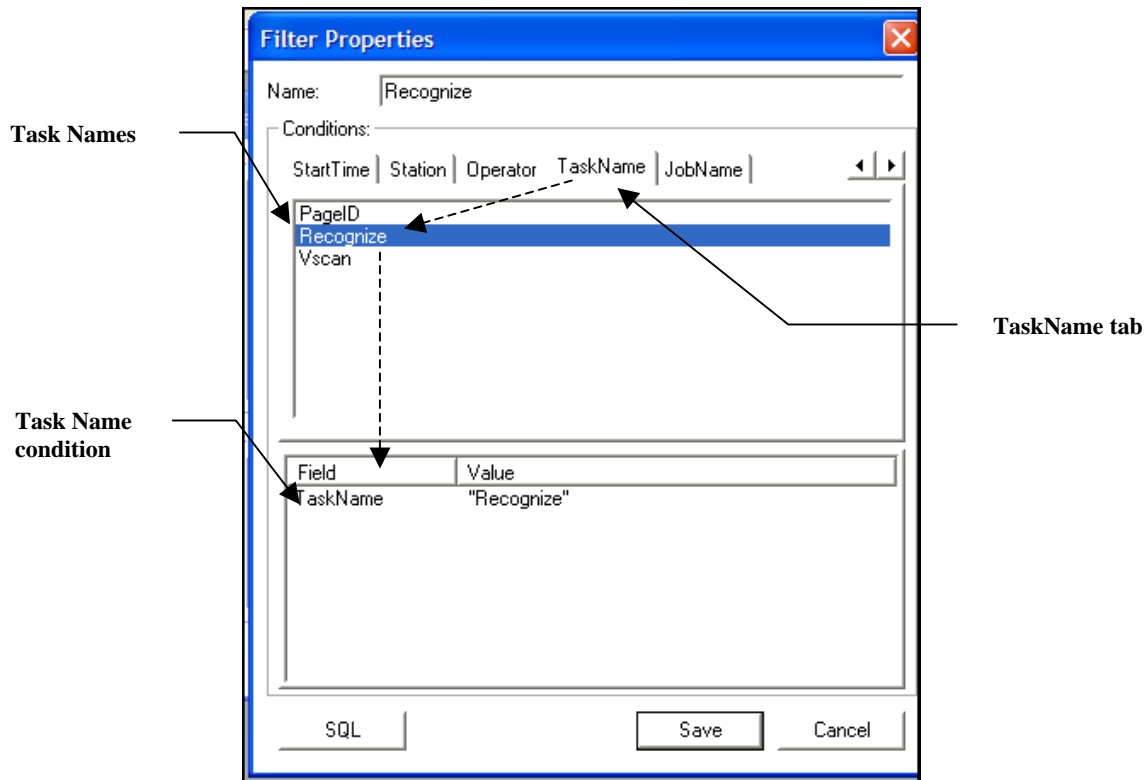 Filter Properties
Name: Recognize
Conditions:
Task Names
StartTime Station Operator TaskName JobName
PageID
Recognize
Vscan
TaskName tab
Task Name
condition
Field Value
TaskName "Recognize"
SQL Save Cancel